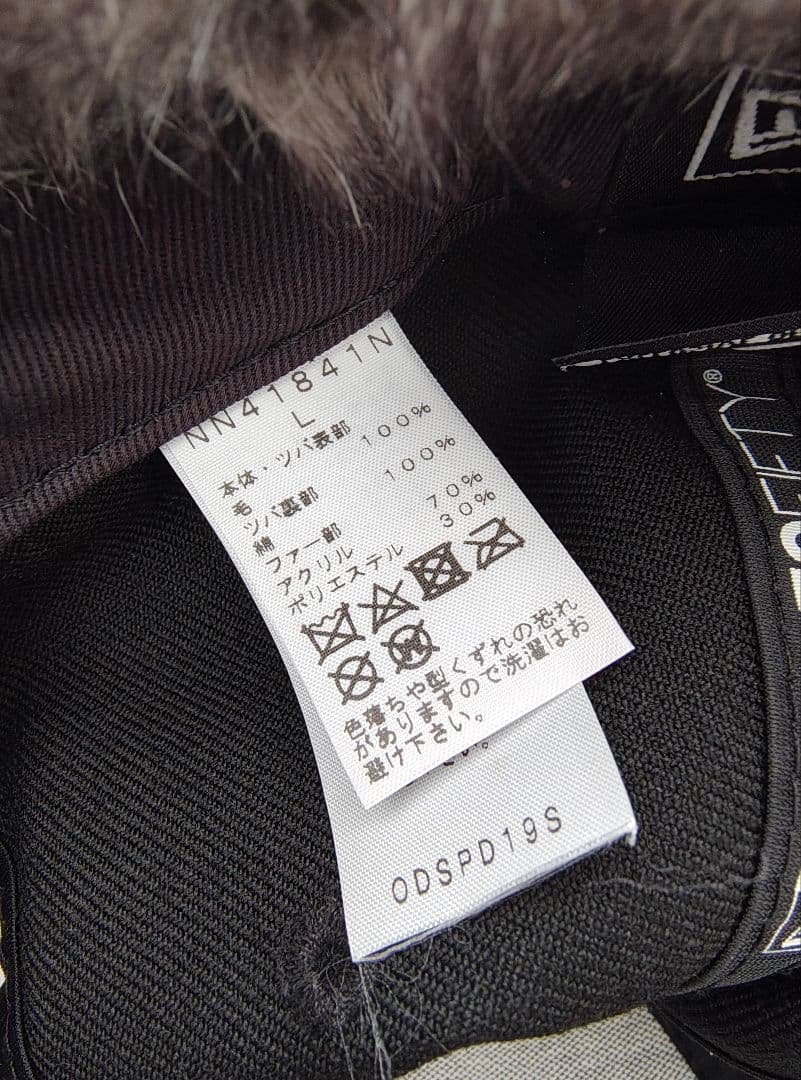 NN41841N
L
本体・ツバ表部
毛 100%
ツバ裏部
綿 100%
ファー部
アクリル 70%
ポリエステル 30%
色落ちや型くずれの恐れ
がありますので洗濯はお
避け下さい。
さい。
ODSPD19S
FIFTY®